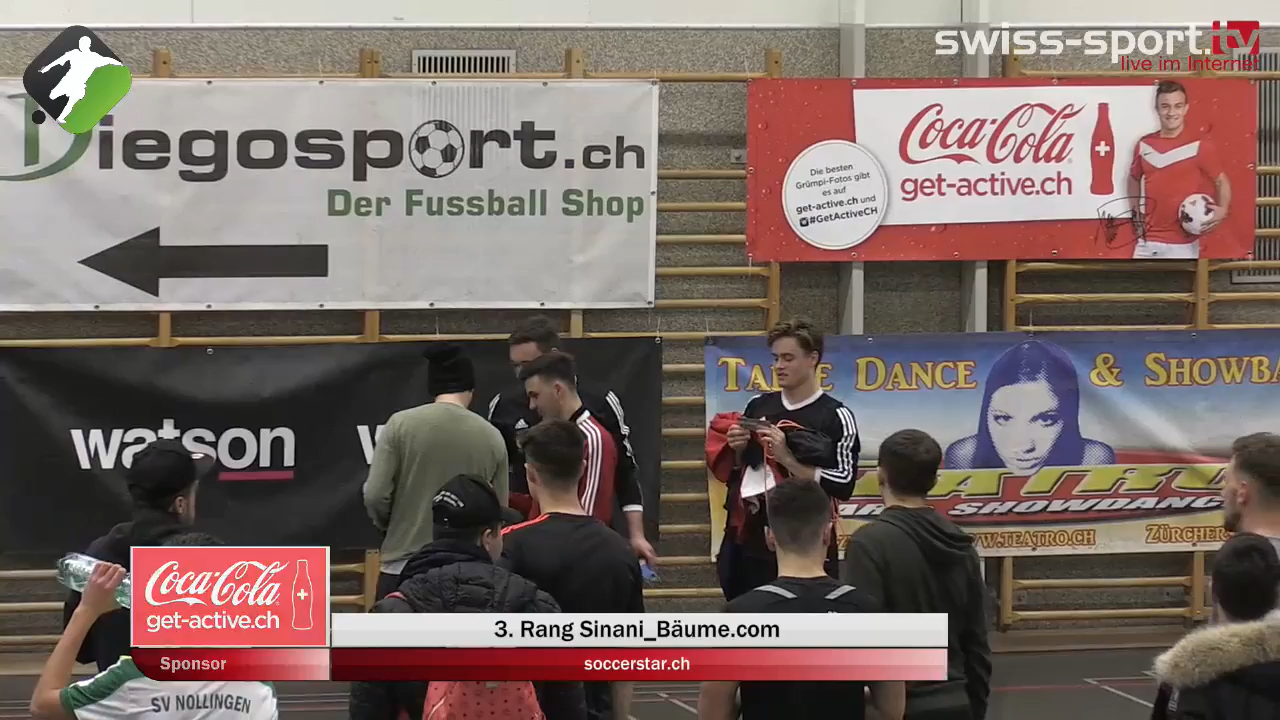 swiss-sport.tv
live im Internet
Diegosport.ch
Der Fussball Shop
Coca-Cola
get-active.ch
Die besten
Grümpi-Fotos gibt
es auf
get-active.ch und
#GetActiveCH
watson
DANCE & SHOWBA
SHOWDANC
WWW.TEATRO.CH
ZÜRCHER
Coca-Cola
get-active.ch
3. Rang Sinani_Bäume.com
Sponsor
soccerstar.ch
SV NOLLINGEN